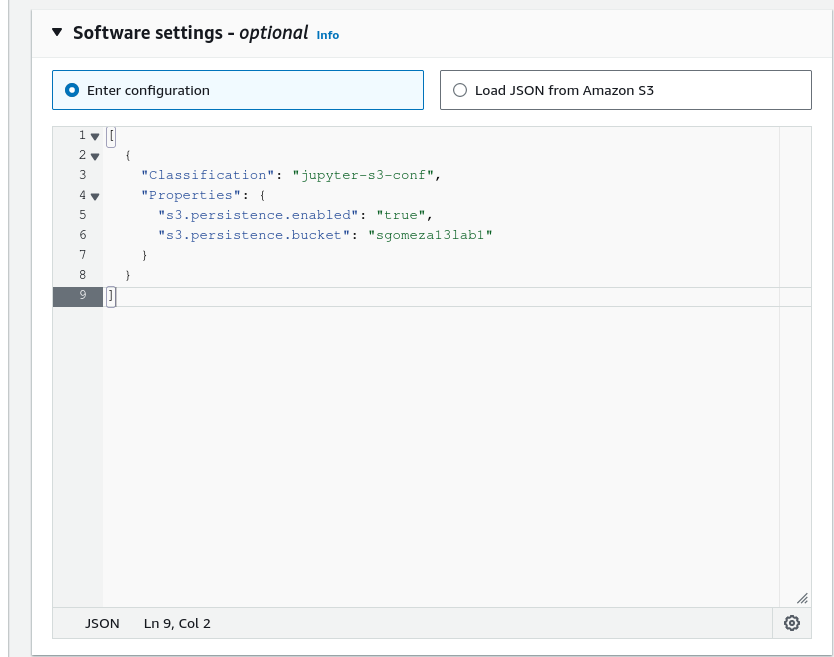 Software settings - optional Info
Enter configuration
Load JSON from Amazon S3
1 [
2 {
3 "Classification": "jupyter-s3-conf",
4 "Properties": {
5 "s3.persistence.enabled": "true",
6 "s3.persistence.bucket": "sgomeza13lab1"
7 }
8 }
9 ]
JSON Ln 9, Col 2